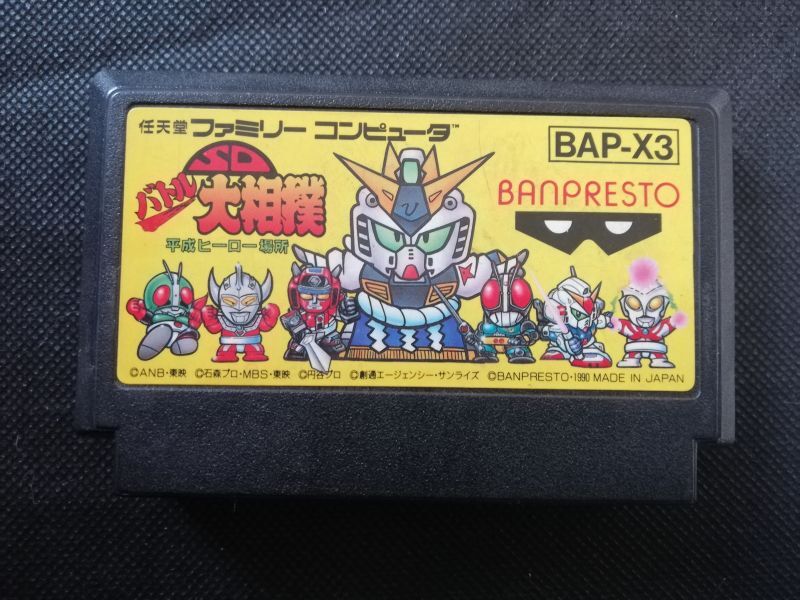 任天堂 ファミリー コンピュータ™
BAP-X3
SD
バトル
大相撲
平成ヒーロー場所
BANPRESTO
©ANB・東映 ©石森プロ・MBS・東映 ©円谷プロ ©創通エージェンシー・サンライズ ©BANPRESTO・1990 MADE IN JAPAN